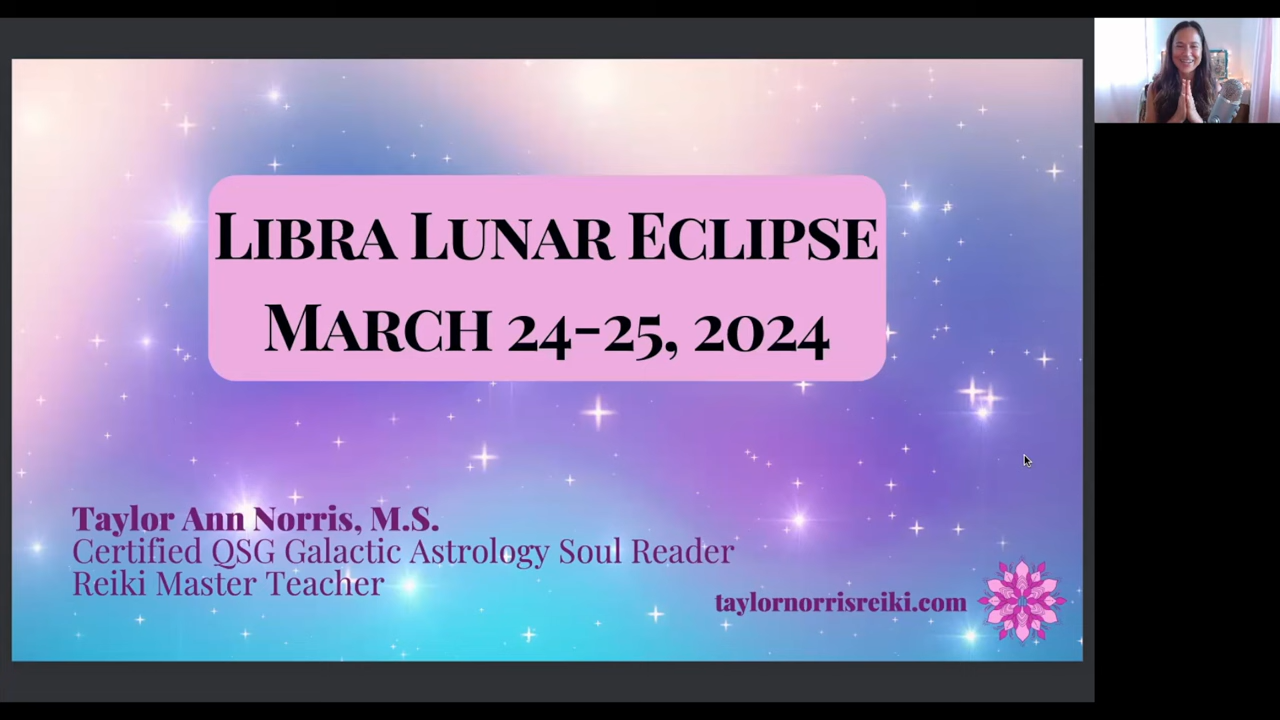 Libra Lunar Eclipse
March 24-25, 2024
Taylor Ann Norris, M.S.
Certified QSG Galactic Astrology Soul Reader
Reiki Master Teacher
taylornorrisreiki.com